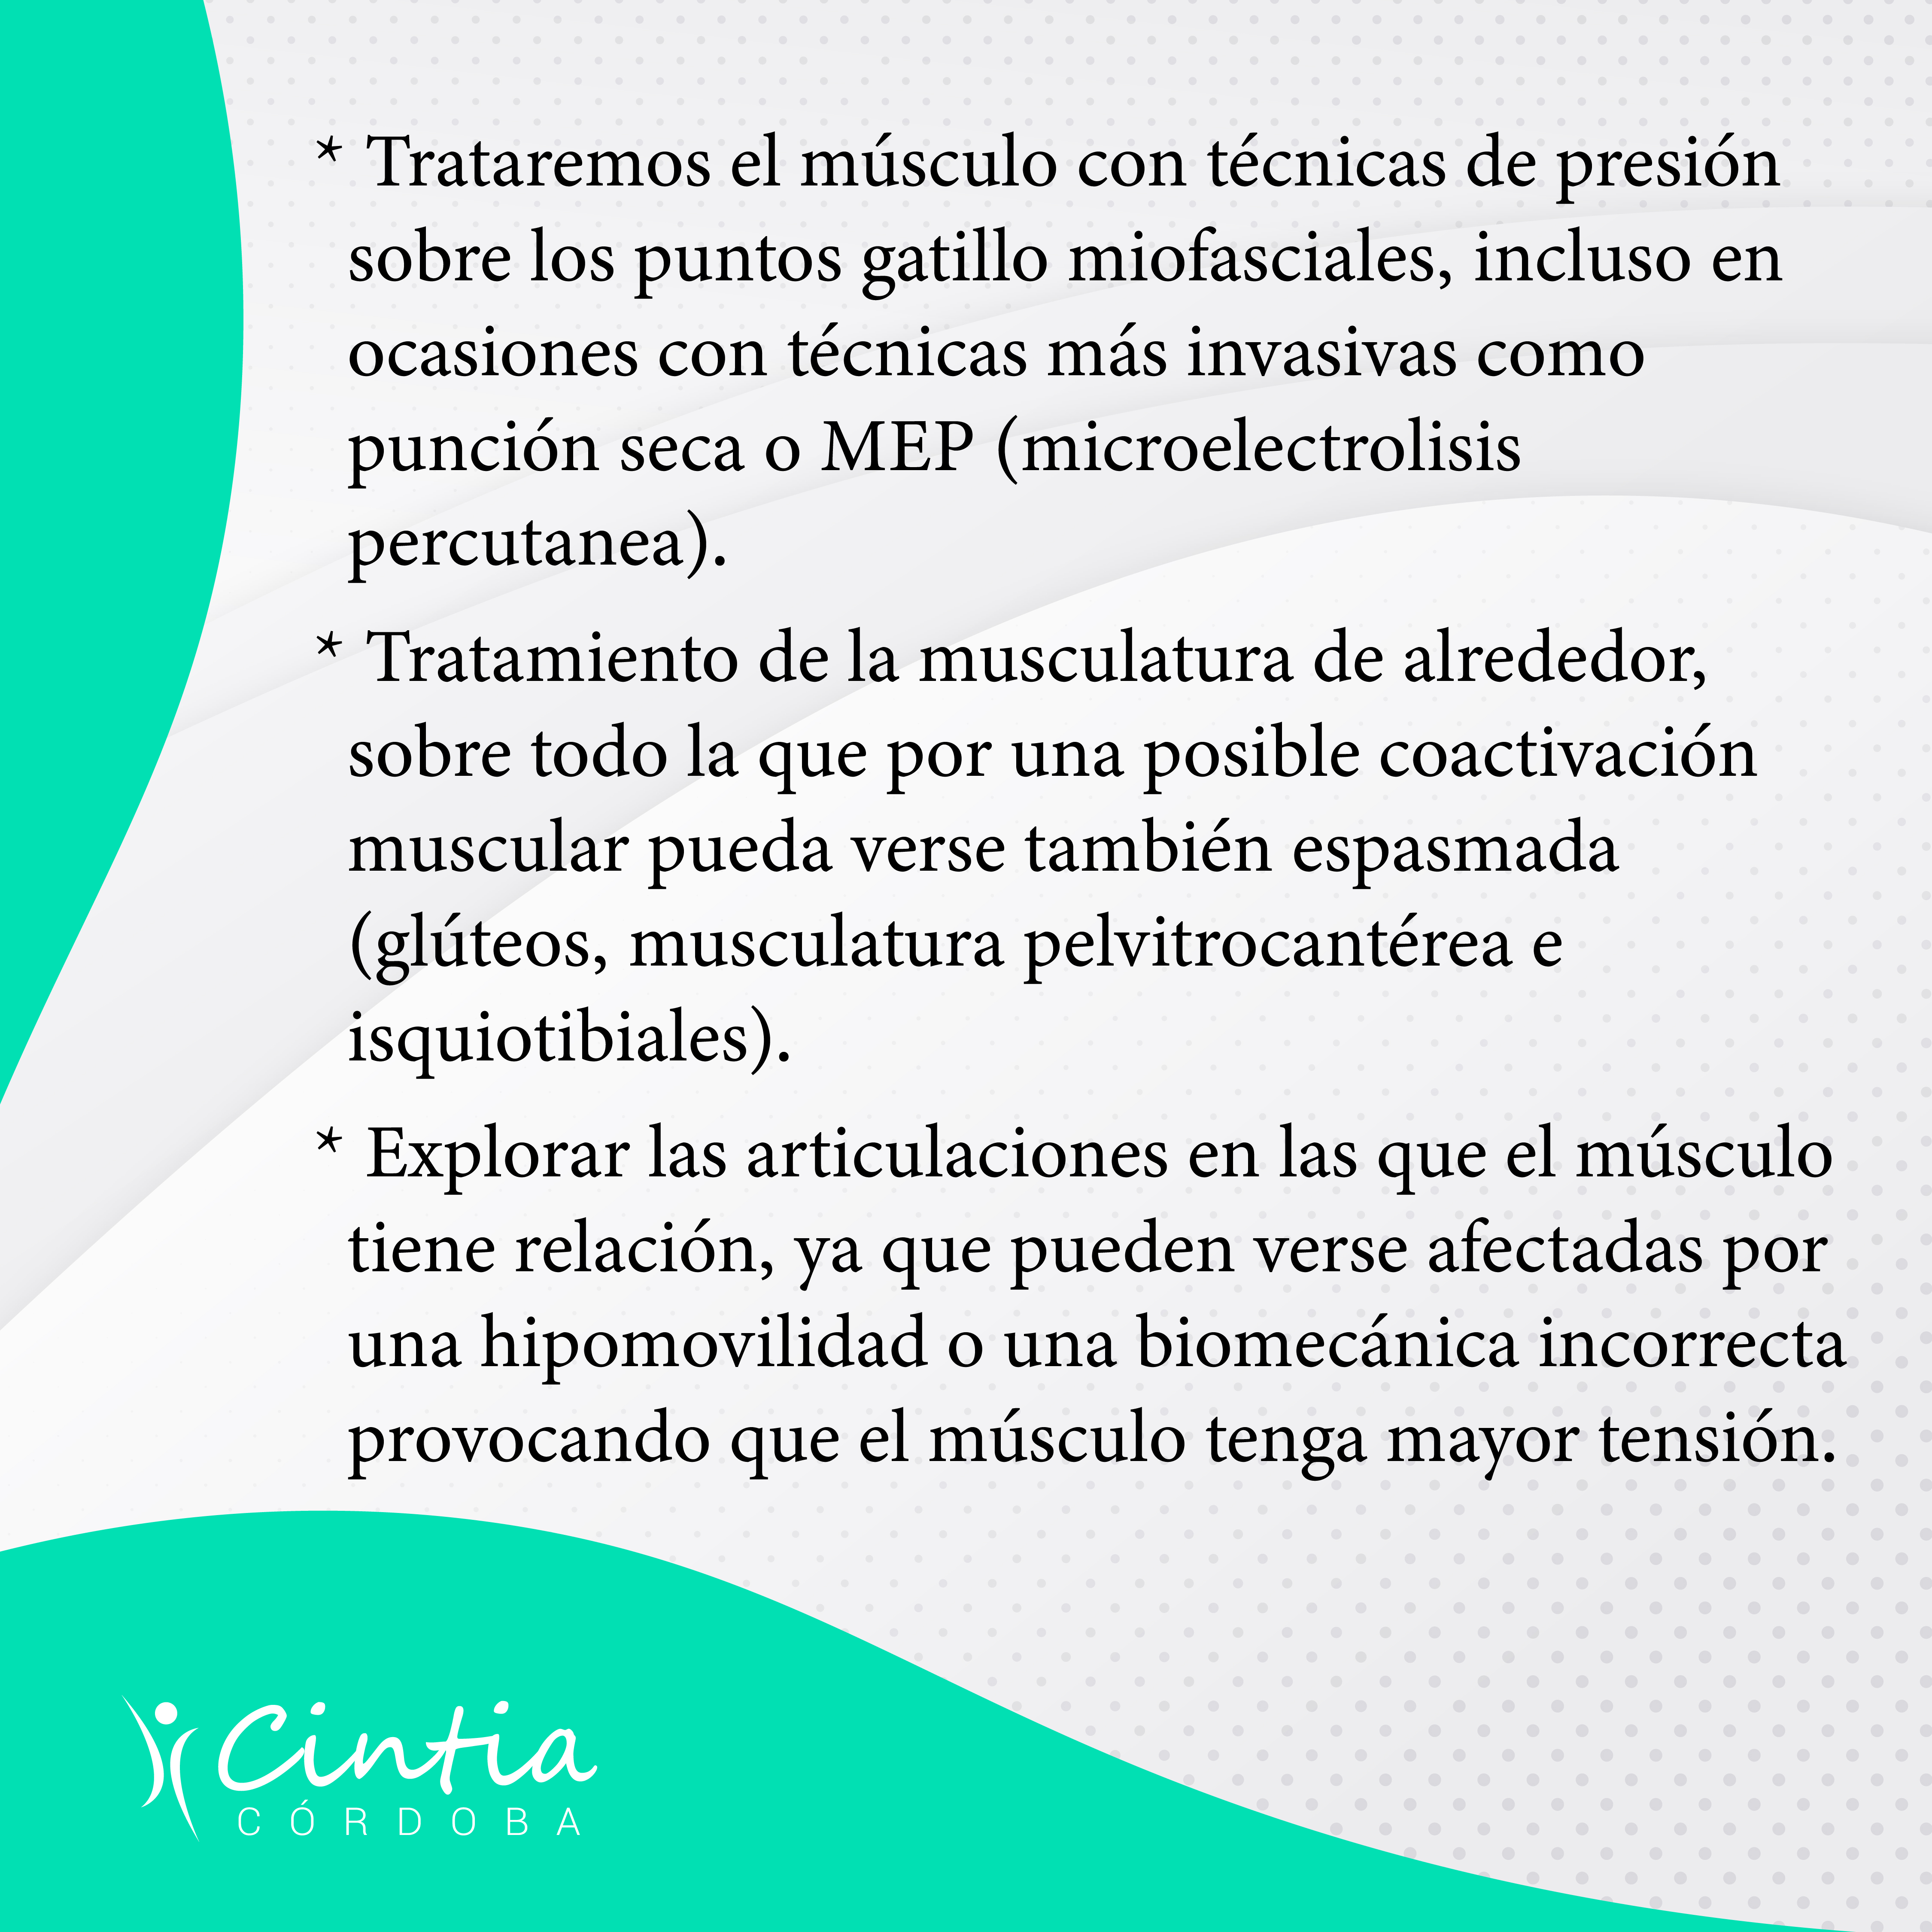 * Trataremos el músculo con técnicas de presión
sobre los puntos gatillo miofasciales, incluso en
ocasiones con técnicas más invasivas como
punción seca o MEP (microelectrolisis
percutanea).
* Tratamiento de la musculatura de alrededor,
sobre todo la que por una posible coactivación
muscular pueda verse también espasmada
(glúteos, musculatura pelvitrocantérea e
isquiotibiales).
* Explorar las articulaciones en las que el músculo
tiene relación, ya que pueden verse afectadas por
una hipomovilidad o una biomecánica incorrecta
provocando que el músculo tenga mayor tensión.
Cintia
CÓRDOBA